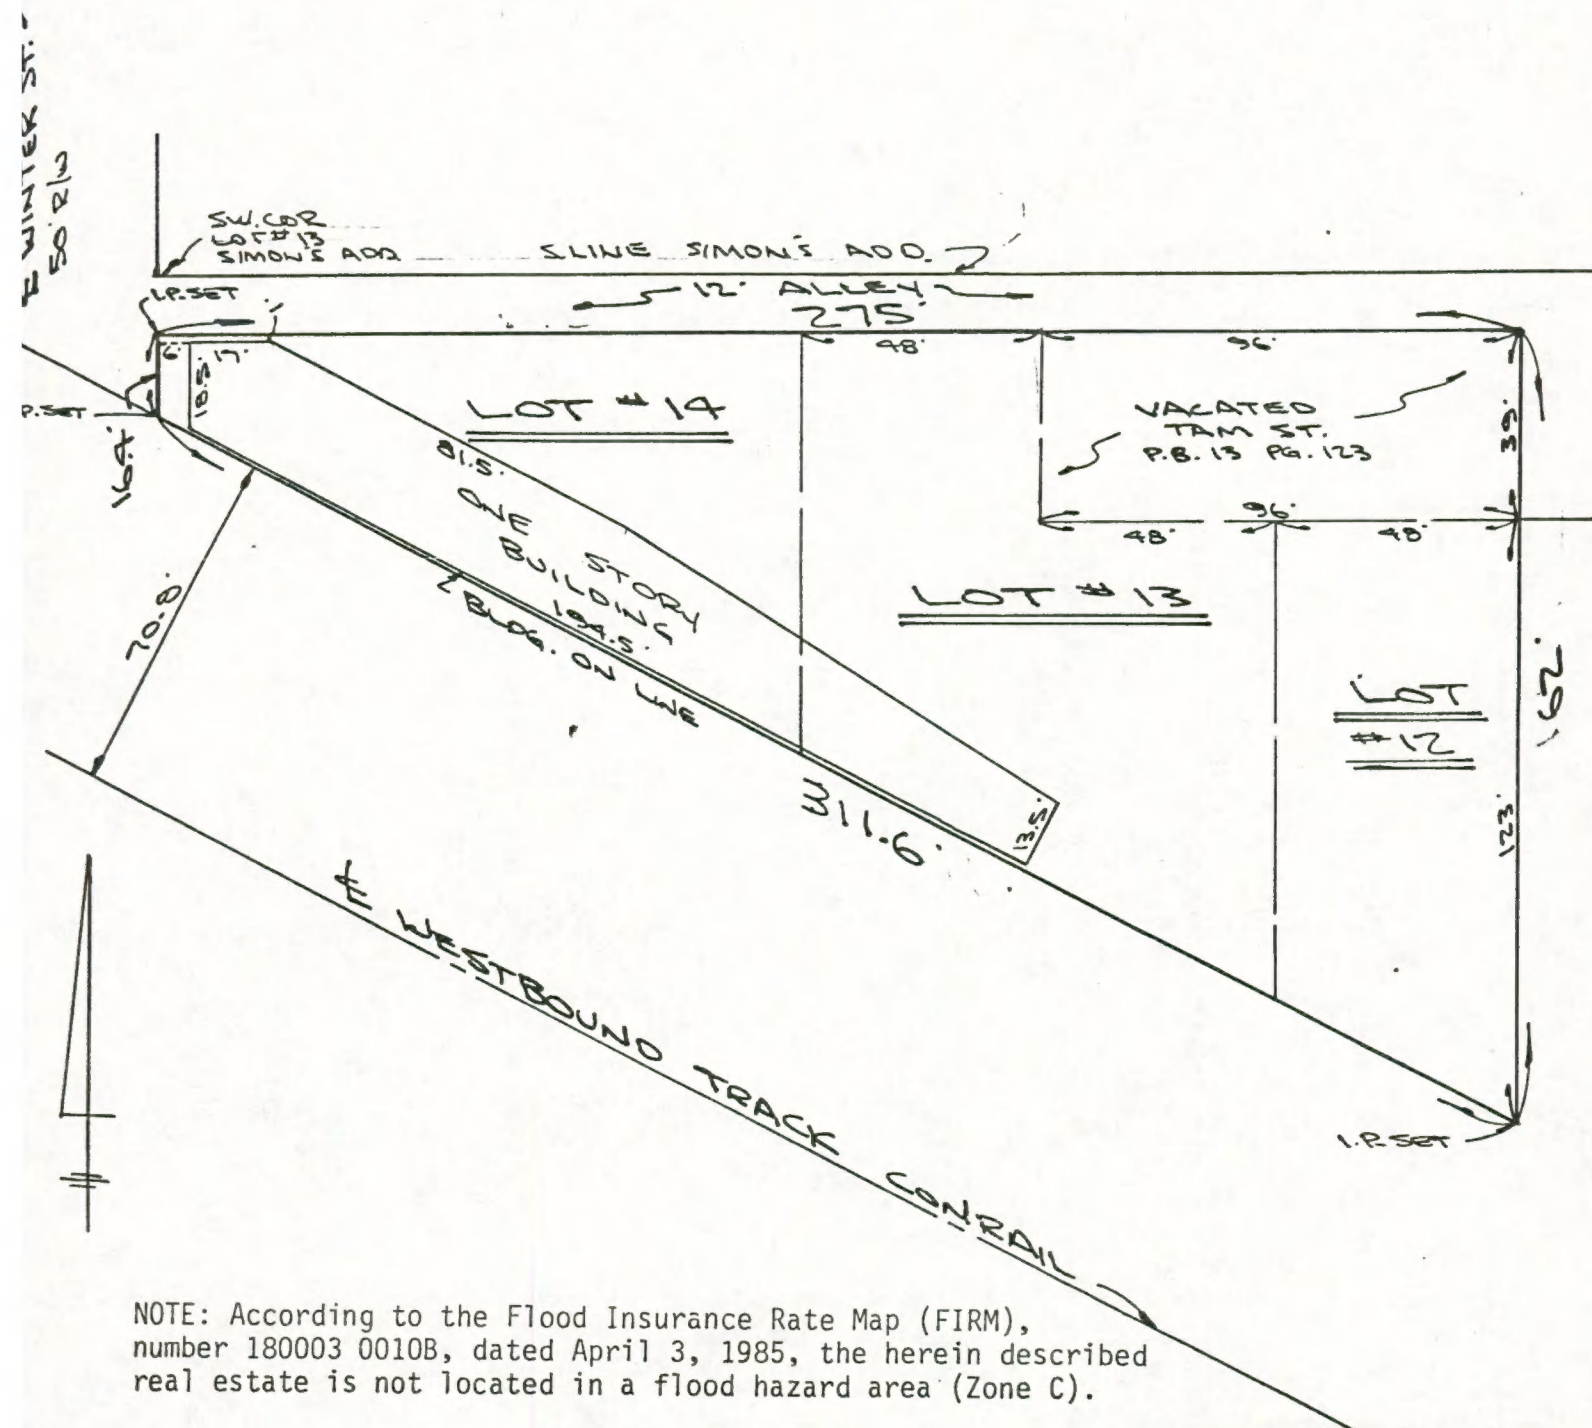 ℄ WINTER ST.
50' R/W
SW. COR
LOT #13
SIMON'S ADD
S. LINE SIMON'S ADD.
I.P. SET
12' ALLEY
275'
6' 17'
48'
96'
18.5'
P. SET
16.4'
LOT #14
VACATED
TAM ST.
P.B. 13 PG. 123
39'
81.5'
96'
48'
48'
ONE STORY
BUILDING
194.5'
BLDG. ON LINE
70.8'
LOT #13
LOT
#12
162'
123'
311.6'
13.5'
℄ WESTBOUND TRACK CONRAIL
I.P. SET
NOTE: According to the Flood Insurance Rate Map (FIRM),
number 180003 0010B, dated April 3, 1985, the herein described
real estate is not located in a flood hazard area (Zone C).